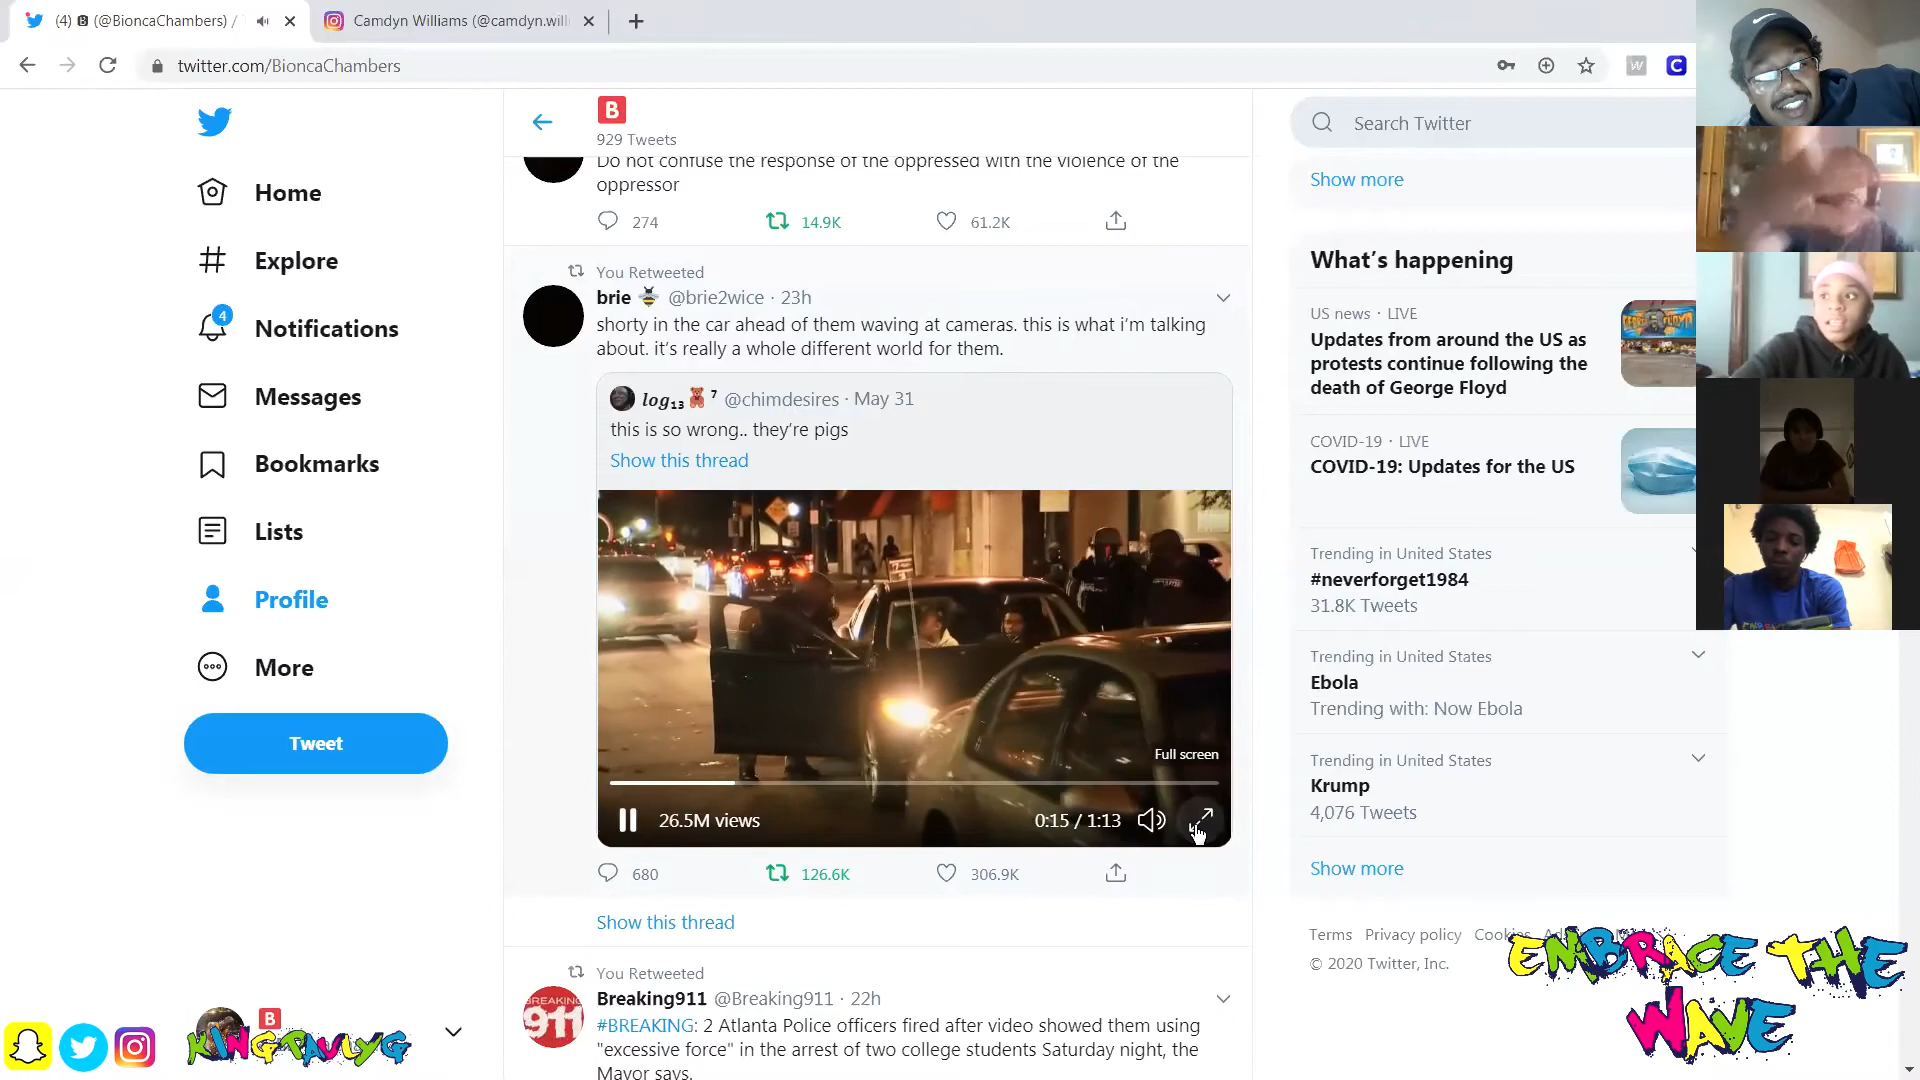 (4) B (@BioncaChambers) /
Camdyn Williams (@camdyn.will
twitter.com/BioncaChambers
Home
Explore
4
Notifications
Messages
Bookmarks
Lists
Profile
More
Tweet
B
KINGPAULYG
B
929 Tweets
Do not confuse the response of the oppressed with the violence of the
oppressor
274 14.9K 61.2K
You Retweeted
brie @brie2wice · 23h
shorty in the car ahead of them waving at cameras. this is what i'm talking
about. it's really a whole different world for them.
log13 7 @chimdesires · May 31
this is so wrong.. they're pigs
Show this thread
Full screen
26.5M views 0:15 / 1:13
680 126.6K 306.9K
Show this thread
You Retweeted
BREAKING
911
Breaking911 @Breaking911 · 22h
#BREAKING: 2 Atlanta Police officers fired after video showed them using
"excessive force" in the arrest of two college students Saturday night, the
Mayor says.
Search Twitter
Show more
What's happening
US news · LIVE
Updates from around the US as
protests continue following the
death of George Floyd
COVID-19 · LIVE
COVID-19: Updates for the US
Trending in United States
#neverforget1984
31.8K Tweets
Trending in United States
Ebola
Trending with: Now Ebola
Trending in United States
Krump
4,076 Tweets
Show more
Terms Privacy policy Cookies
© 2020 Twitter, Inc.
EMBRACE THE
WAVE